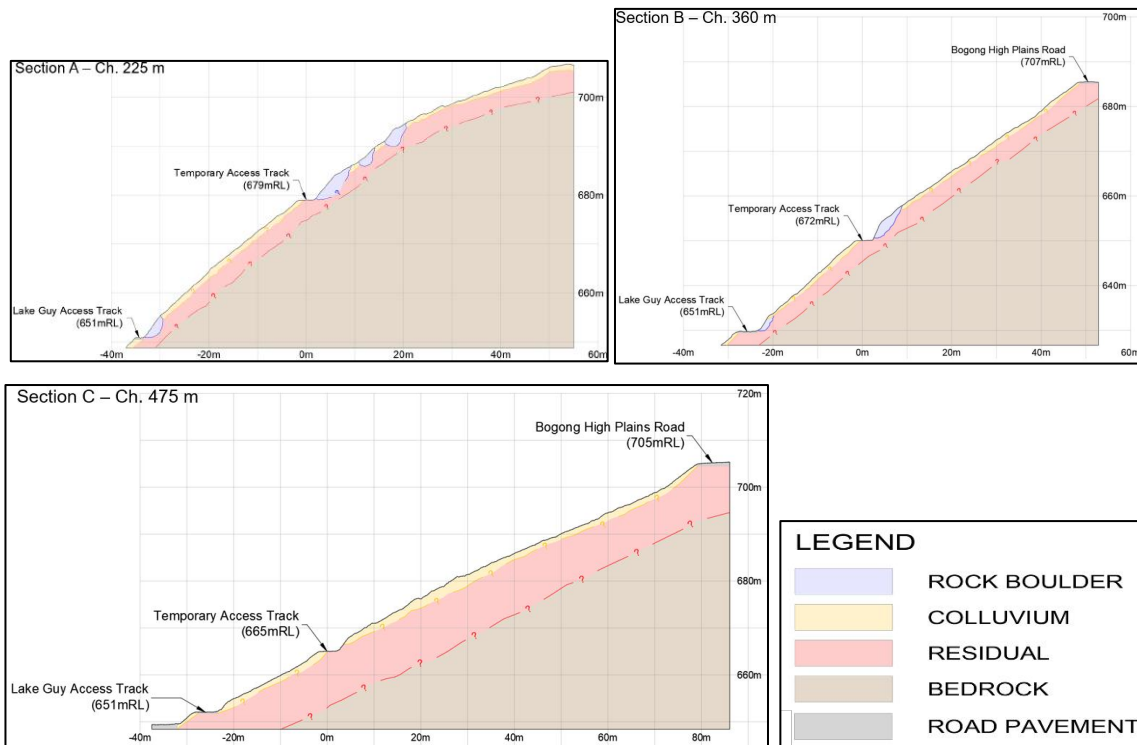 Section A – Ch. 225 m
700m
Temporary Access Track
(679mRL)
680m
660m
Lake Guy Access Track
(651mRL)
-40m -20m 0m 20m 40m 60m
? ? ? ? ? ? ? ? ? ?
Section B – Ch. 360 m
700m
Bogong High Plains Road
(707mRL)
680m
660m
Temporary Access Track
(672mRL)
640m
Lake Guy Access Track
(651mRL)
-40m -20m 0m 20m 40m 60m
Section C – Ch. 475 m
720m
Bogong High Plains Road
(705mRL)
700m
680m
Temporary Access Track
(665mRL)
660m
Lake Guy Access Track
(651mRL)
-40m -20m 0m 20m 40m 60m 80m
LEGEND
ROCK BOULDER
COLLUVIUM
RESIDUAL
BEDROCK
ROAD PAVEMENT